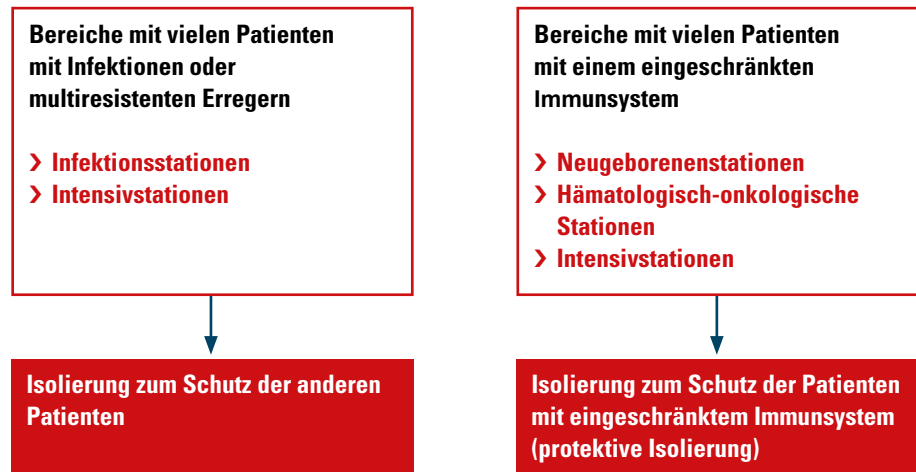 Bereiche mit vielen Patienten
mit Infektionen oder
multiresistenten Erregern
› Infektionsstationen
› Intensivstationen
Isolierung zum Schutz der anderen
Patienten
Bereiche mit vielen Patienten
mit einem eingeschränkten
Immunsystem
› Neugeborenenstationen
› Hämatologisch-onkologische
Stationen
› Intensivstationen
Isolierung zum Schutz der Patienten
mit eingeschränktem Immunsystem
(protektive Isolierung)